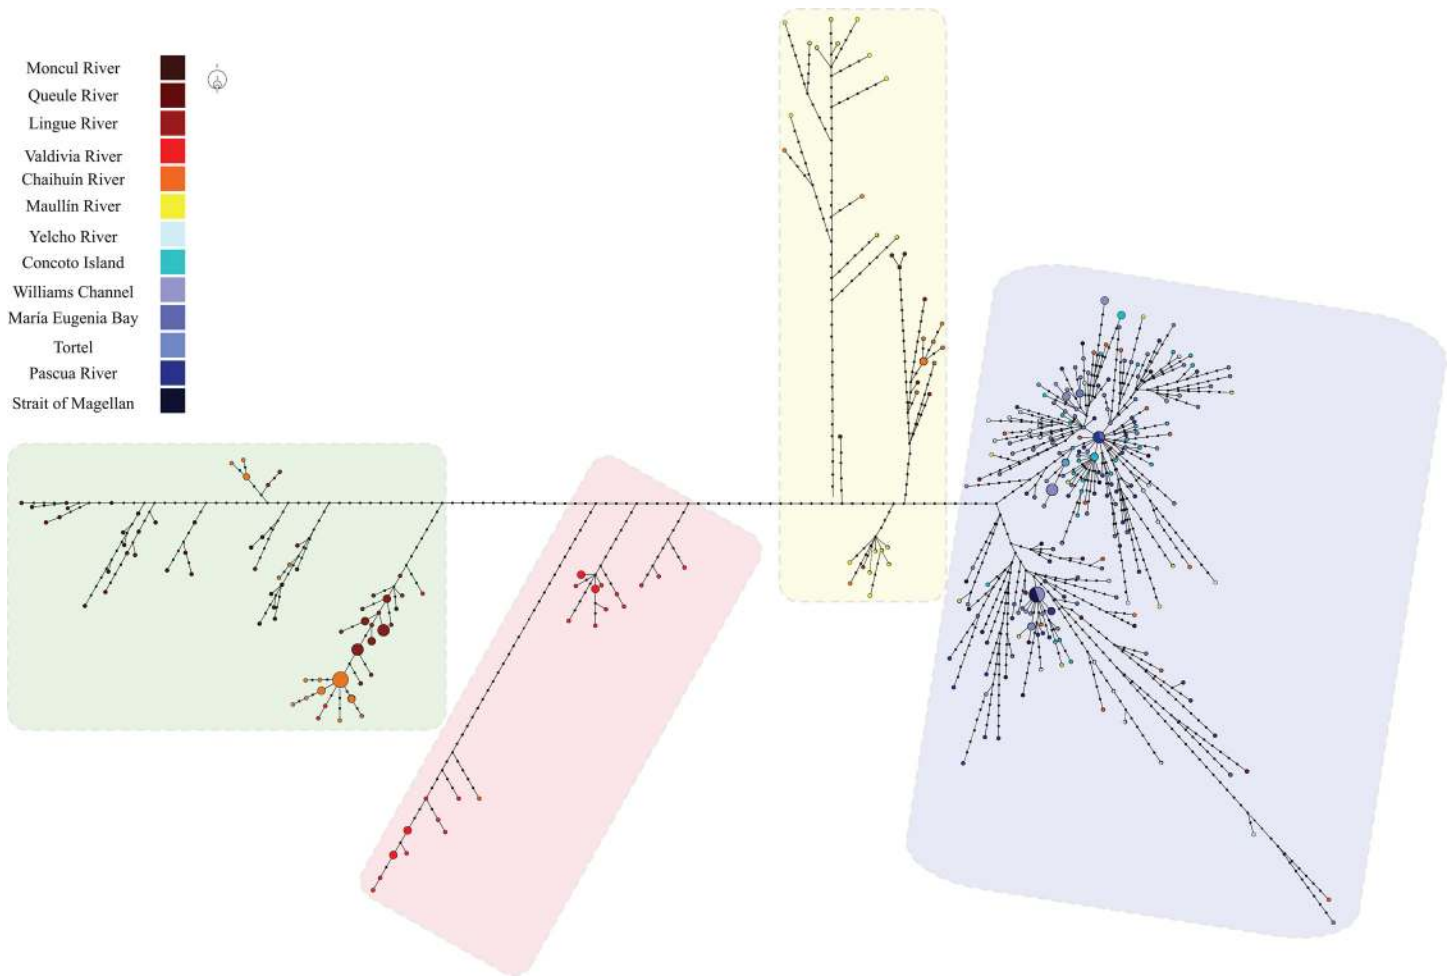 Moncul River
Queule River
Lingue River
Valdivia River
Chaihuín River
Maullín River
Yelcho River
Concoto Island
Williams Channel
María Eugenia Bay
Tortel
Pascua River
Strait of Magellan